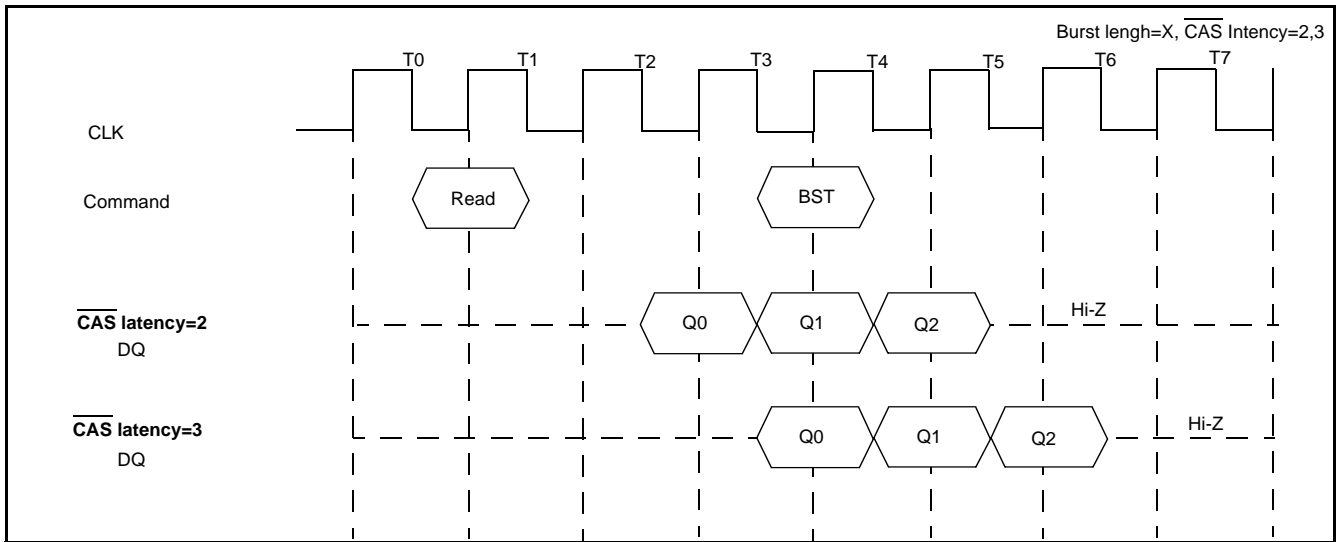 Burst lengh=X, CAS lntency=2,3
T0 T1 T2 T3 T4 T5 T6 T7
CLK
Command Read BST
CAS latency=2
DQ
Q0 Q1 Q2 Hi-Z
CAS latency=3
DQ
Q0 Q1 Q2 Hi-Z